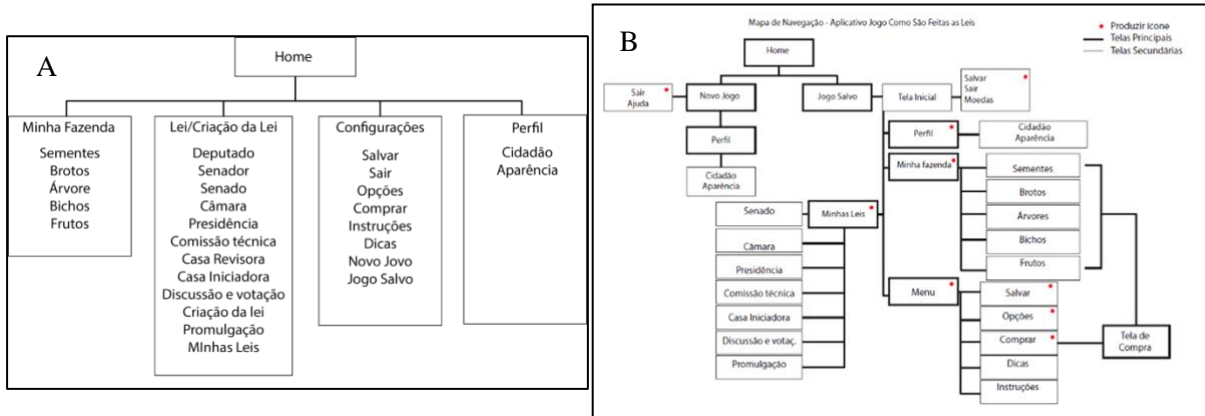 A
Home
Minha Fazenda
Sementes
Brotos
Árvore
Bichos
Frutos
Lei/Criação da Lei
Deputado
Senador
Senado
Câmara
Presidência
Comissão técnica
Casa Revisora
Casa Iniciadora
Discussão e votação
Criação da lei
Promulgação
MInhas Leis
Configurações
Salvar
Sair
Opções
Comprar
Instruções
Dicas
Novo Jovo
Jogo Salvo
Perfil
Cidadão
Aparência
B
Mapa de Navegação - Aplicativo Jogo Como São Feitas as Leis
Produzir ícone
Telas Principais
Telas Secundárias
Home
Sair
Ajuda
Novo Jogo
Jogo Salvo
Tela Inicial
Salvar
Sair
Moedas
Perfil
Cidadão
Aparência
Perfil
Cidadão
Aparência
Minha fazenda
Sementes
Brotos
Árvores
Bichos
Frutos
Minhas Leis
Senado
Câmara
Presidência
Comissão técnica
Casa Iniciadora
Discussão e votaç.
Promulgação
Menu
Salvar
Opções
Comprar
Dicas
Instruções
Tela de
Compra